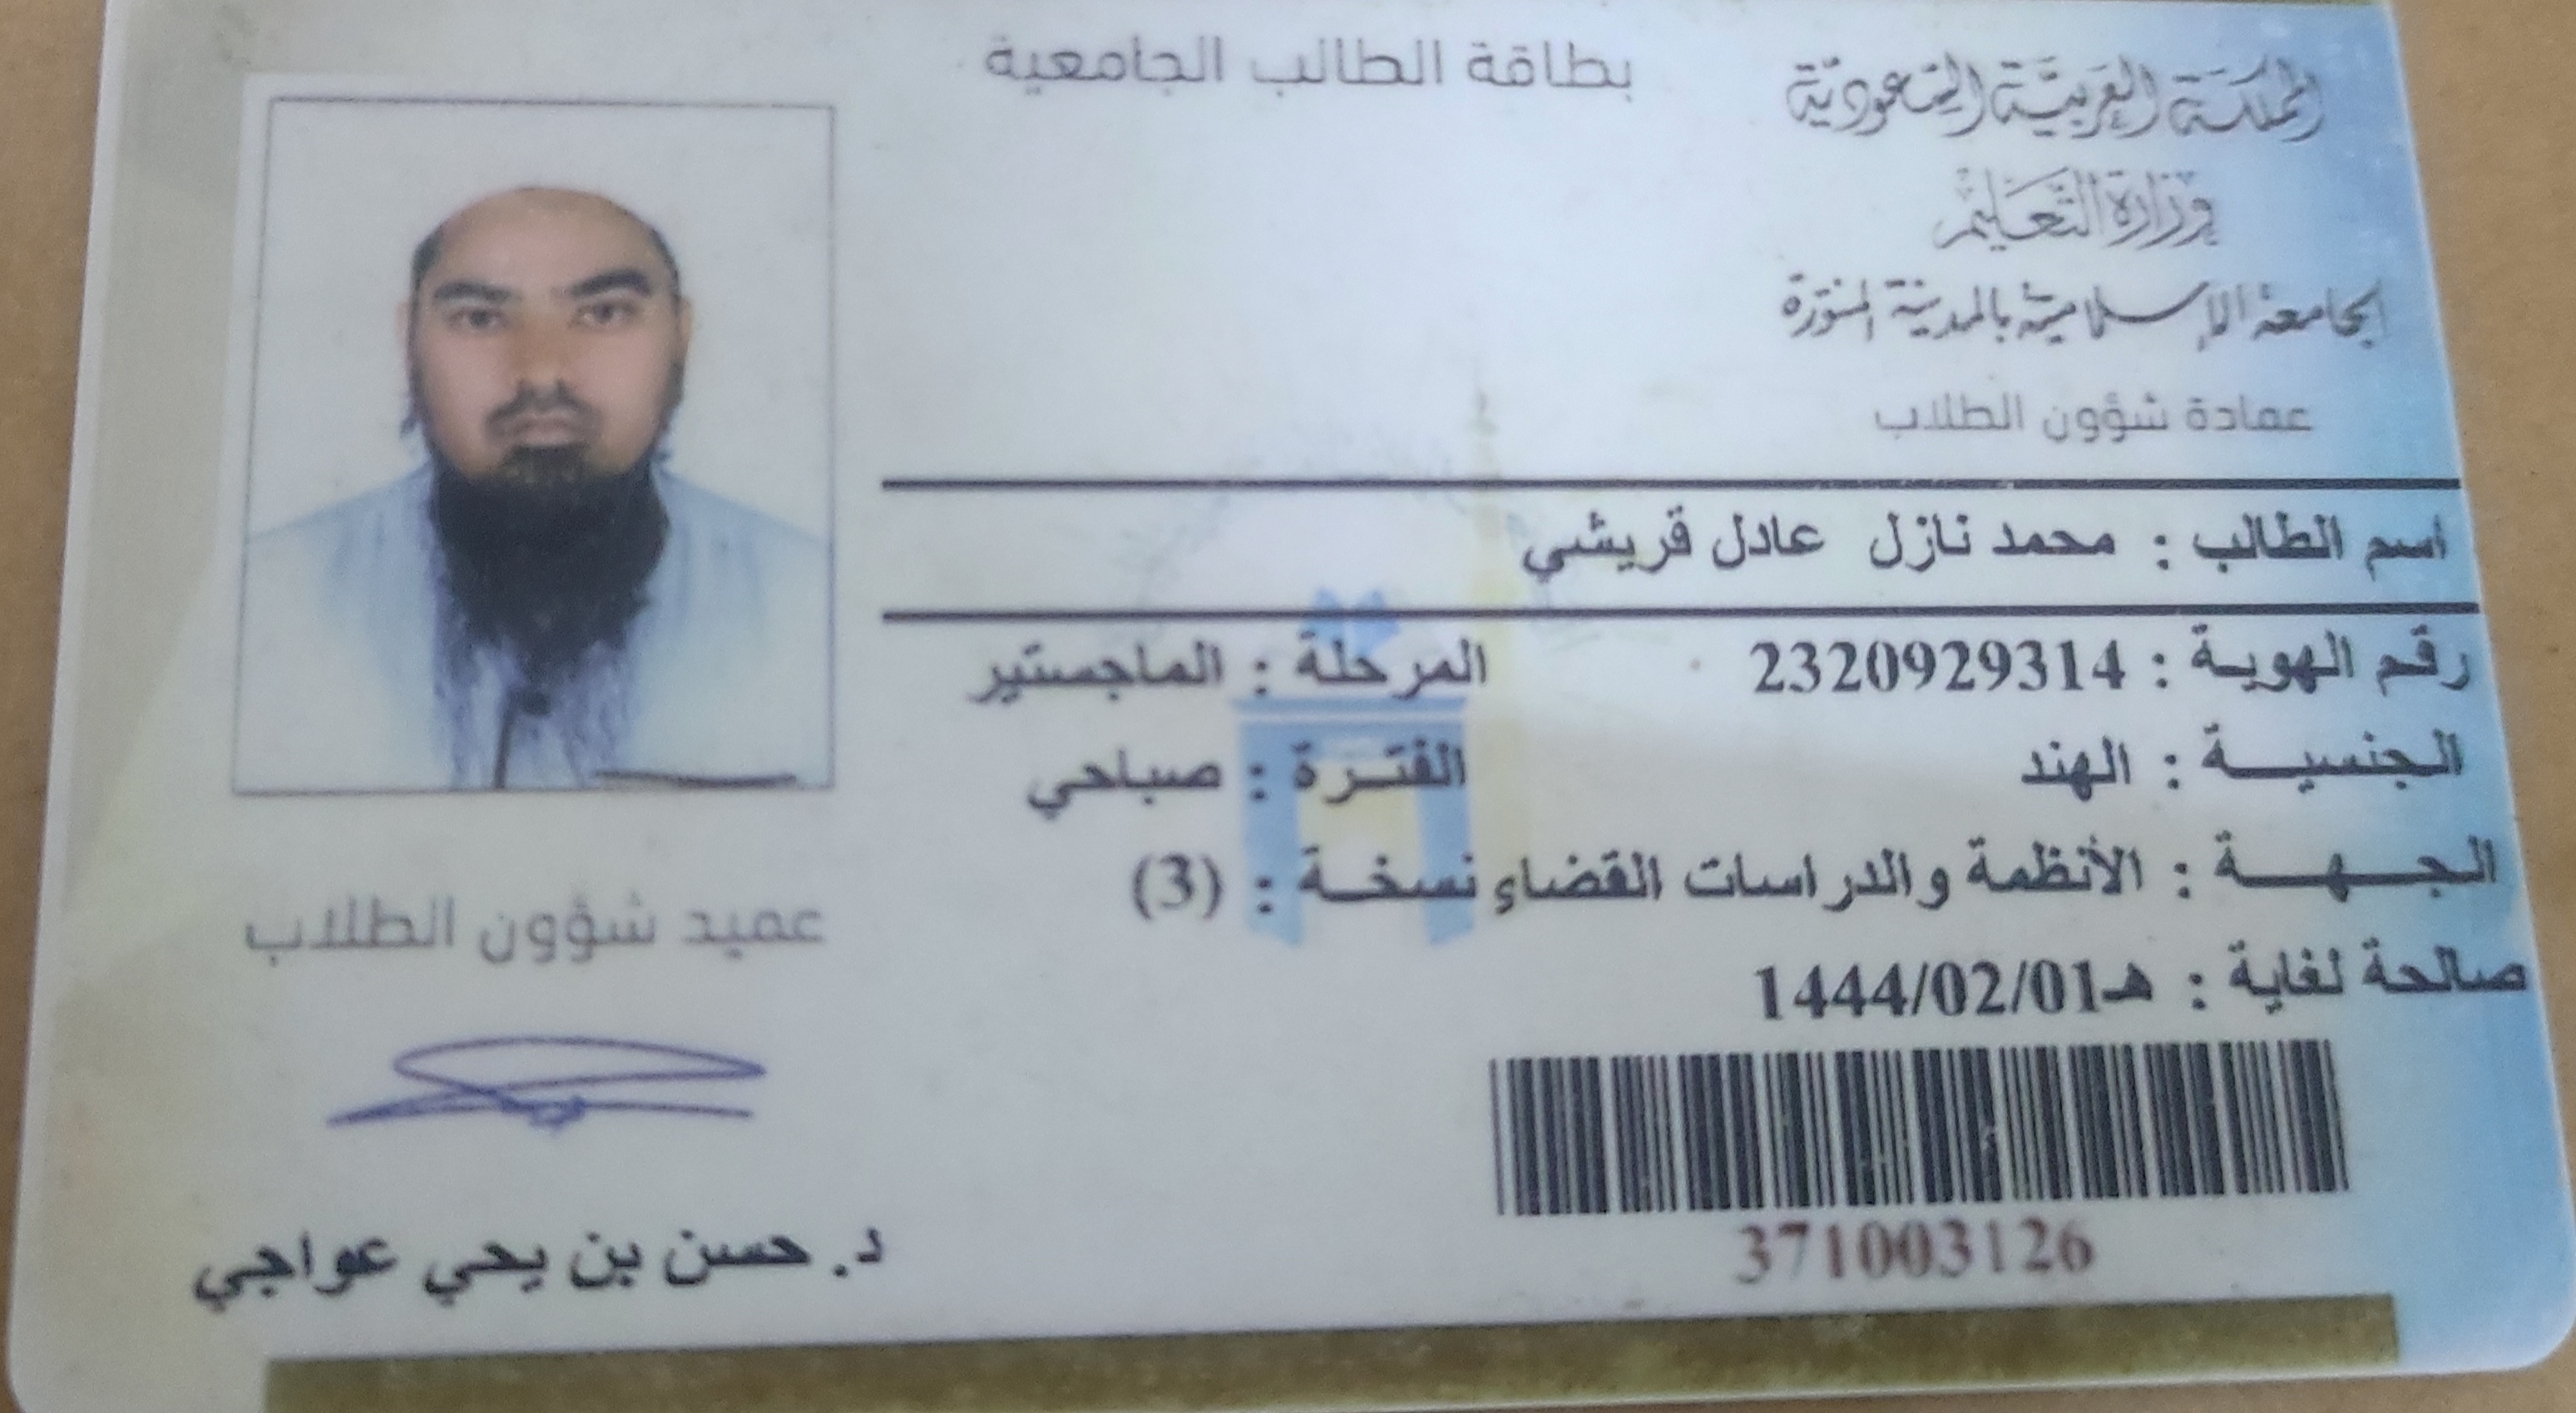 بطاقة الطالب الجامعية
المملكة العربية السعودية
وزارة التعليم
الجامعة الإسلامية بالمدينة المنورة
عمادة شؤون الطلاب
اسم الطالب : محمد نازل عادل قريشي
رقم الهوية : 2320929314 المرحلة : الماجستير
الجنسيـــة : الهند الفتـرة : صباحي
الجـــهـــة : الأنظمة والدراسات القضاء نسخـة : (3)
صالحة لغاية : 1444/02/01هـ
371003126
عميد شؤون الطلاب
د. حسن بن يحي عواجي